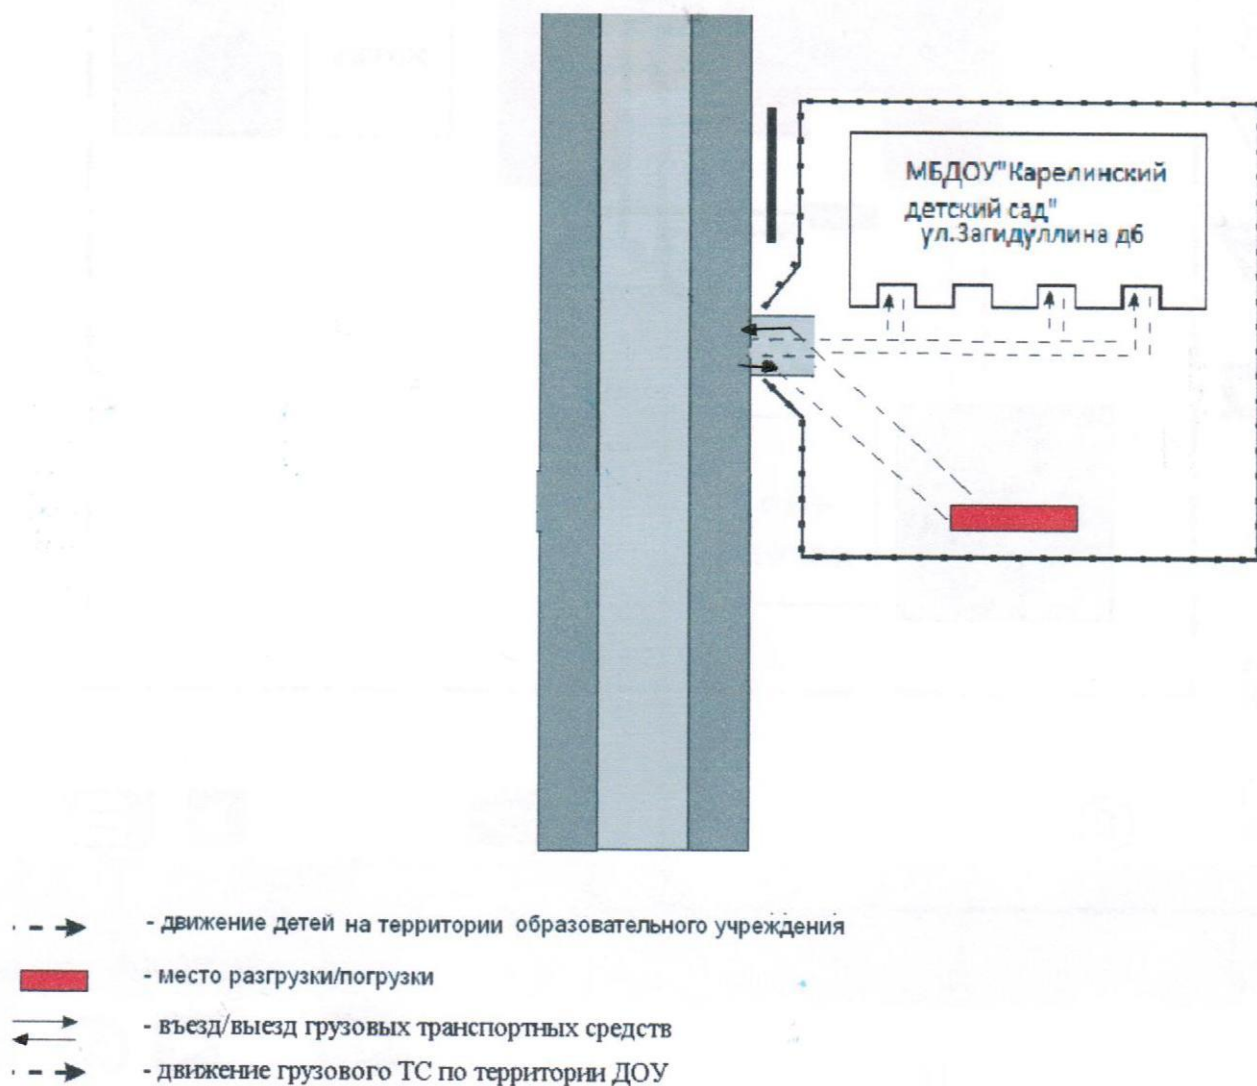 МБДОУ"Карелинский
детский сад"
ул.Загидуллина д6
- движение детей на территории образовательного учреждения
- место разгрузки/погрузки
- въезд/выезд грузовых транспортных средств
- движение грузового ТС по территории ДОУ